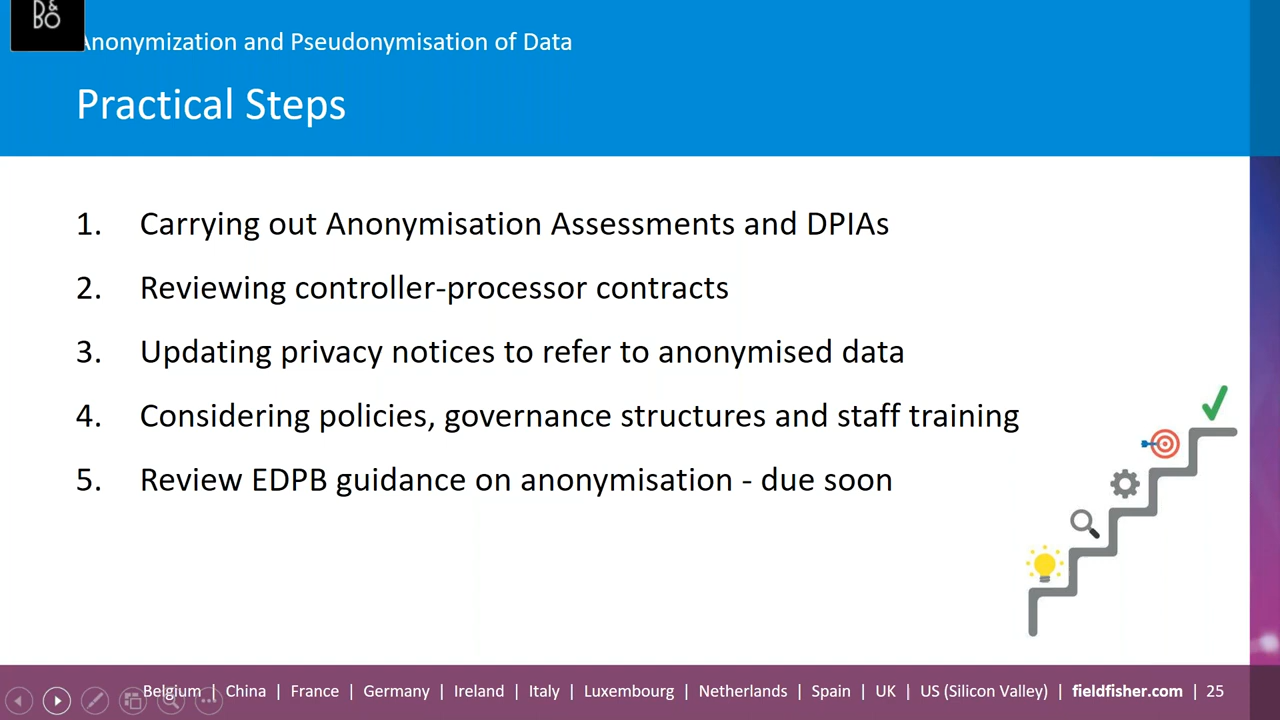 B&
BO
Anonymization and Pseudonymisation of Data
Practical Steps
1. Carrying out Anonymisation Assessments and DPIAs
2. Reviewing controller-processor contracts
3. Updating privacy notices to refer to anonymised data
4. Considering policies, governance structures and staff training
5. Review EDPB guidance on anonymisation - due soon
Belgium | China | France | Germany | Ireland | Italy | Luxembourg | Netherlands | Spain | UK | US (Silicon Valley) | fieldfisher.com | 25